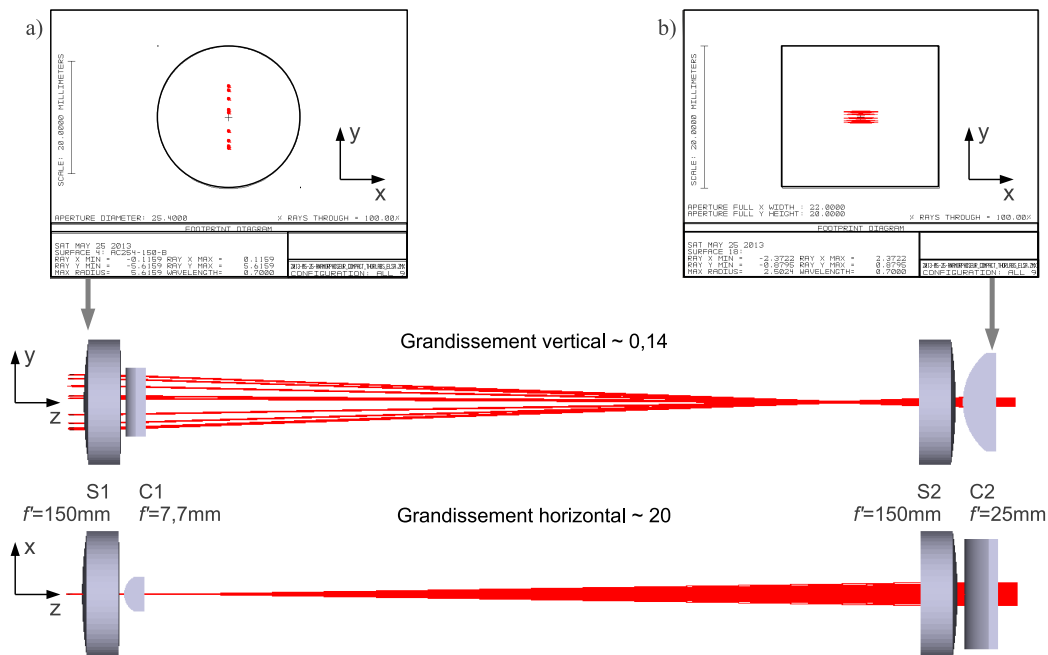 a)
SCALE: 20.0000 MILLIMETERS
y
x
APERTURE DIAMETER: 25.4000
% RAYS THROUGH = 100.00%
FOOTPRINT DIAGRAM
SAT MAY 25 2013
SURFACE 4: AC254-150-B
RAY X MIN = -0.1159 RAY X MAX = 0.1159
RAY Y MIN = -5.6159 RAY Y MAX = 5.6159
MAX RADIUS= 5.6159 WAVELENGTH= 0.7000
CONFIGURATION: ALL 9
b)
SCALE: 20.0000 MILLIMETERS
y
x
APERTURE FULL X WIDTH : 22.0000
APERTURE FULL Y HEIGHT: 20.0000
% RAYS THROUGH = 100.00%
FOOTPRINT DIAGRAM
SAT MAY 25 2013
SURFACE 18:
RAY X MIN = -2.3722 RAY X MAX = 2.3722
RAY Y MIN = -0.8795 RAY Y MAX = 0.8795
MAX RADIUS= 2.5024 WAVELENGTH= 0.7000
CONFIGURATION: ALL 9
Grandissement vertical ~ 0,14
y
z
S1 C1
f'=150mm f'=7,7mm
S2 C2
f'=150mm f'=25mm
Grandissement horizontal ~ 20
x
z